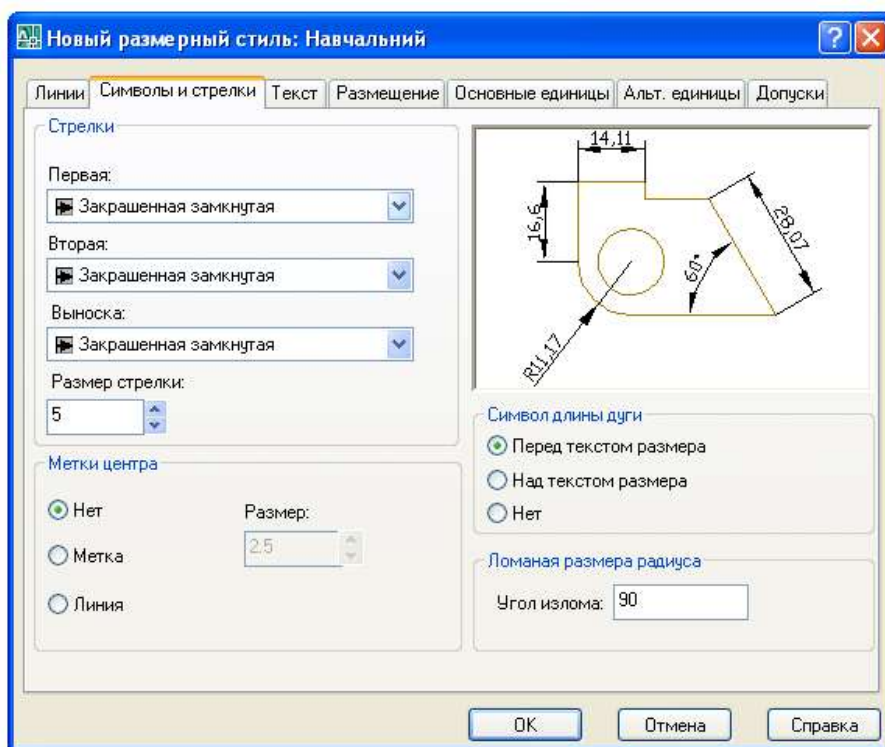 Новый размерный стиль: Навчальний
Линии
Символы и стрелки
Текст
Размещение
Основные единицы
Альт. единицы
Допуски
Стрелки
Первая:
Закрашенная замкнутая
Вторая:
Закрашенная замкнутая
Выноска:
Закрашенная замкнутая
Размер стрелки:
5
Метки центра
Нет
Размер:
2.5
Метка
Линия
14,11
16,6
28,07
60°
R11,17
Символ длины дуги
Перед текстом размера
Над текстом размера
Нет
Ломаная размера радиуса
Угол излома: 90
OK
Отмена
Справка